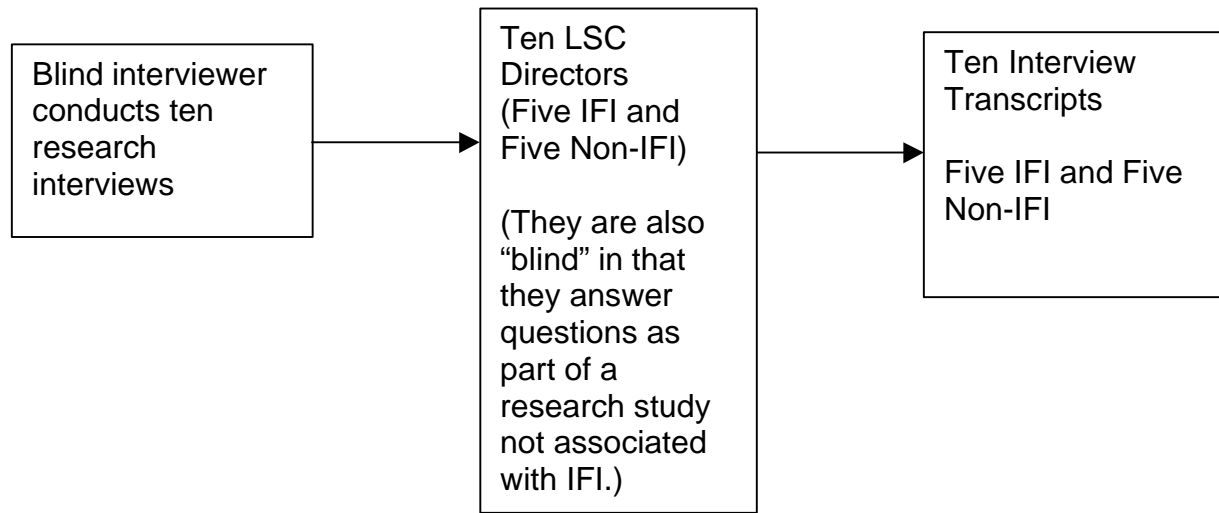 Blind interviewer
conducts ten
research
interviews
Ten LSC
Directors
(Five IFI and
Five Non-IFI)
(They are also
“blind” in that
they answer
questions as
part of a
research study
not associated
with IFI.)
Ten Interview
Transcripts
Five IFI and Five
Non-IFI